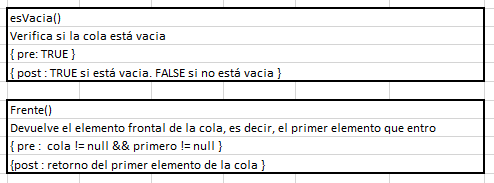 esVacia()
Verifica si la cola está vacia
{ pre: TRUE }
{ post : TRUE si está vacia. FALSE si no está vacia }
Frente()
Devuelve el elemento frontal de la cola, es decir, el primer elemento que entro
{ pre :  cola != null && primero != null }
{post : retorno del primer elemento de la cola }